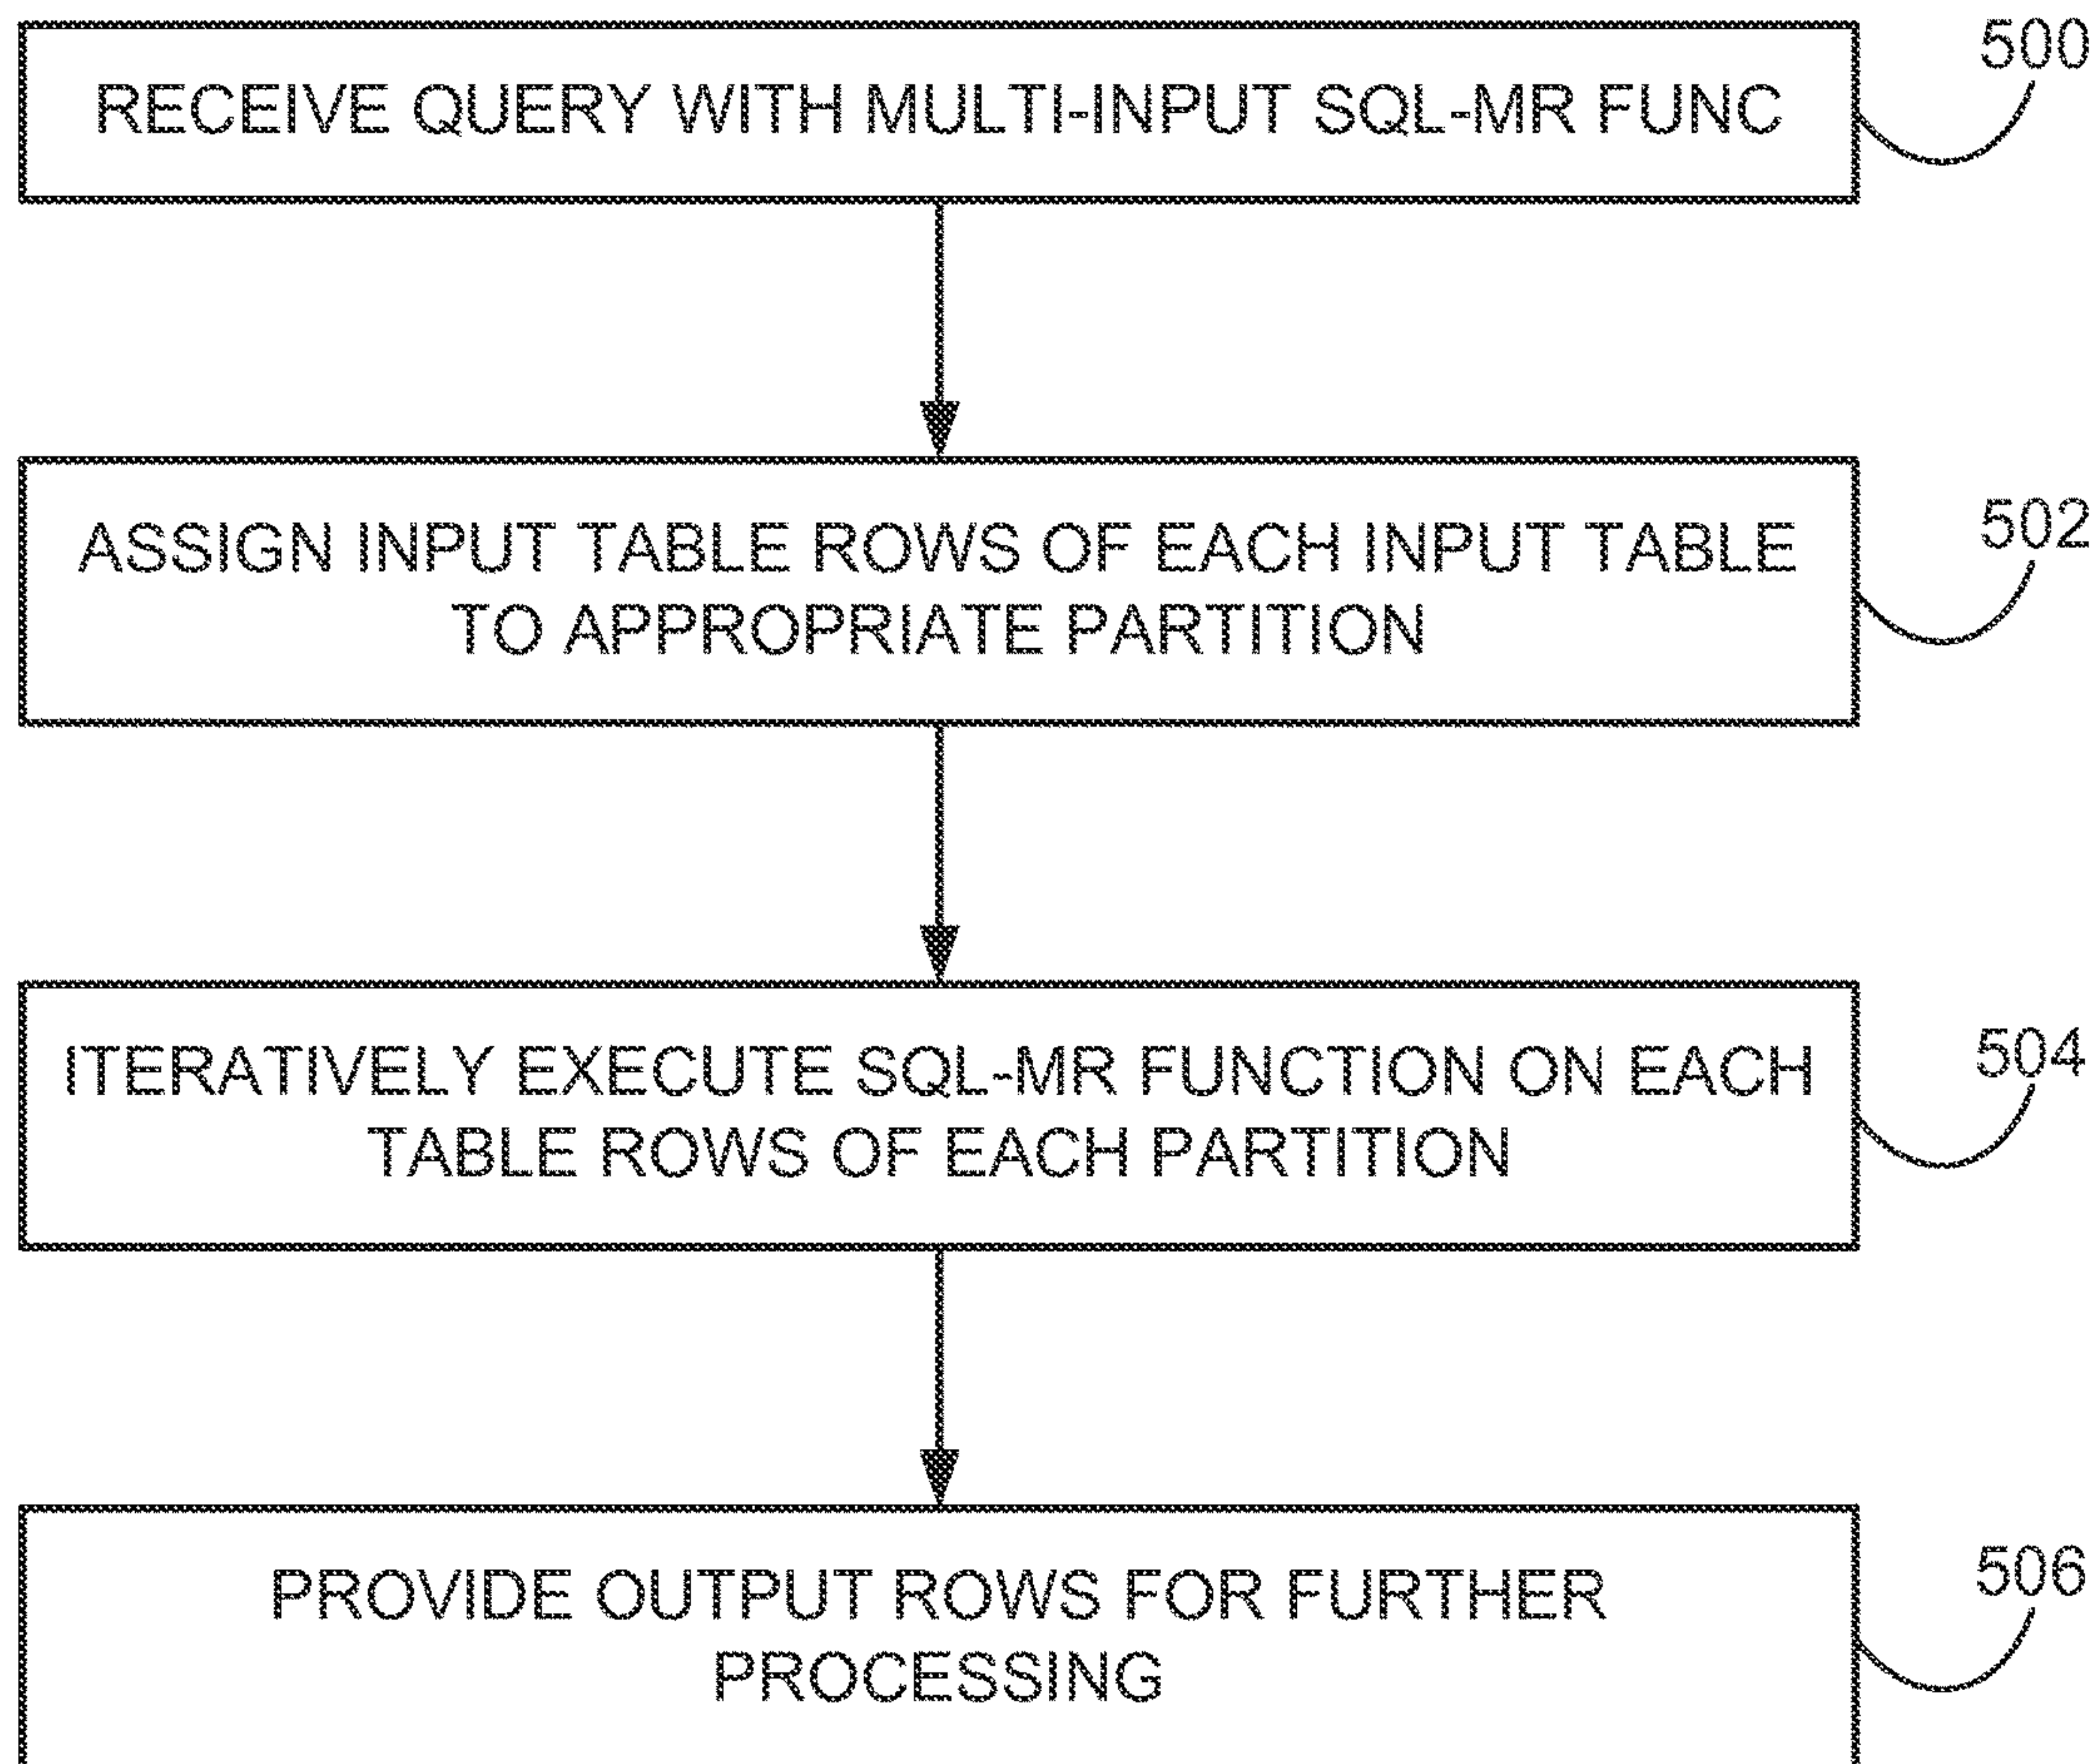 500
RECEIVE QUERY WITH MULTI-INPUT SQL-MR FUNC
502
ASSIGN INPUT TABLE ROWS OF EACH INPUT TABLE
TO APPROPRIATE PARTITION
504
ITERATIVELY EXECUTE SQL-MR FUNCTION ON EACH
TABLE ROWS OF EACH PARTITION
506
PROVIDE OUTPUT ROWS FOR FURTHER
PROCESSING